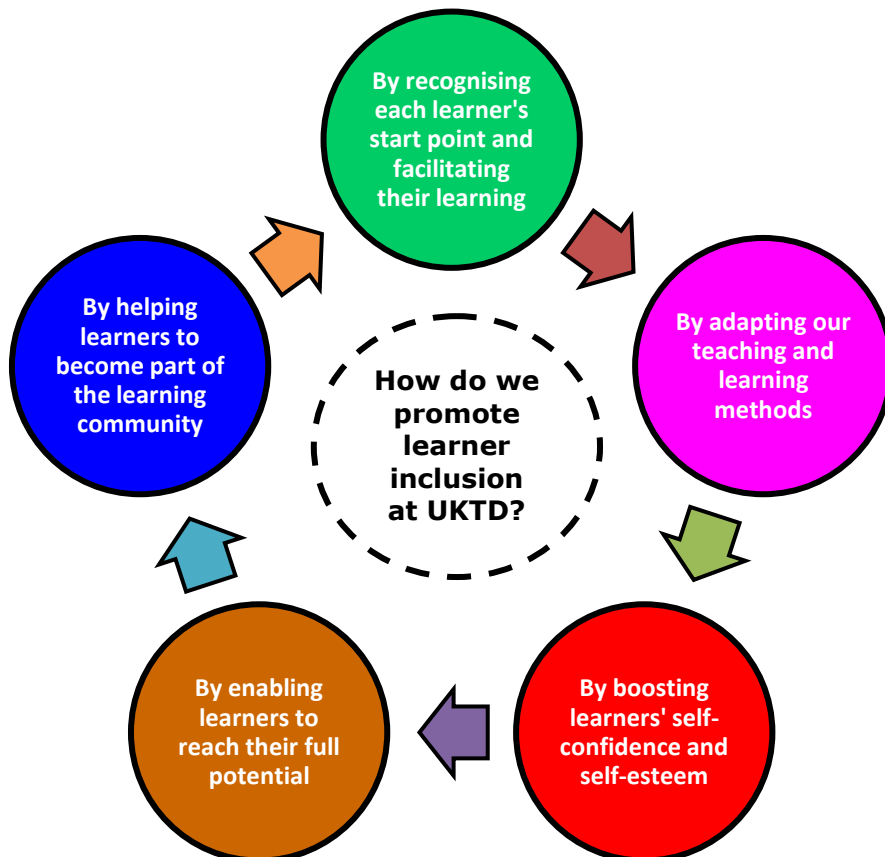 By recognising
each learner's
start point and
facilitating
their learning
By adapting our
teaching and
learning
methods
By boosting
learners' self-
confidence and
self-esteem
By enabling
learners to
reach their full
potential
By helping
learners to
become part of
the learning
community
How do we
promote
learner
inclusion
at UKTD?